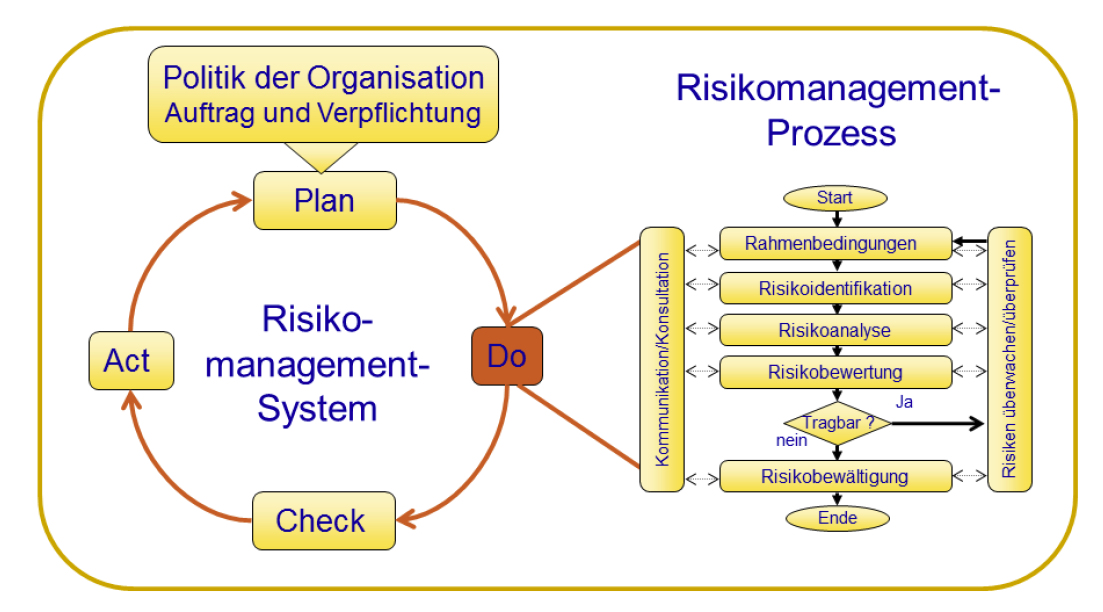 Politik der Organisation
Auftrag und Verpflichtung
Plan
Do
Check
Act
Risiko-
management-
System
Risikomanagement-
Prozess
Start
Rahmenbedingungen
Risikoidentifikation
Risikoanalyse
Risikobewertung
Tragbar ?
Ja
nein
Risikobewältigung
Ende
Kommunikation/Konsultation
Risiken überwachen/überprüfen